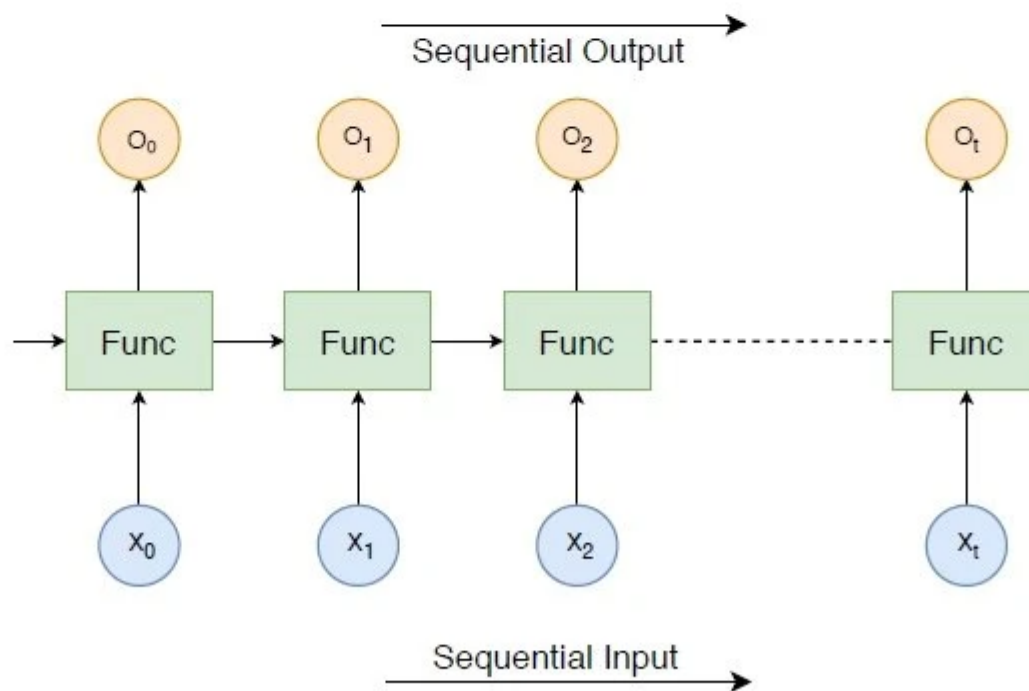 Sequential Output
O₀ O₁ O₂ Oₜ
Func Func Func Func
X₀ X₁ X₂ Xₜ
Sequential Input